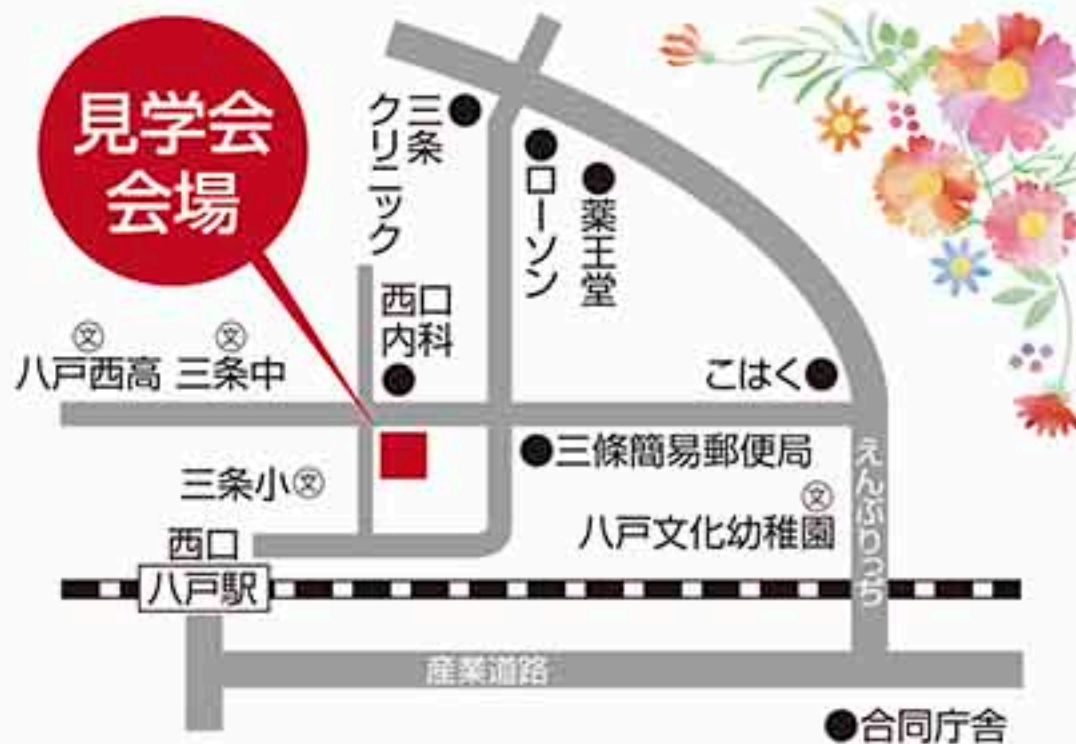 見学会
会場
三条
クリニック
●ローソン
●薬王堂
西口
内科
八戸西高
三条中
こはく●
●三條簡易郵便局
三条小㊛
八戸文化幼稚園
えんぶりっち
西口
八戸駅
産業道路
●合同庁舎